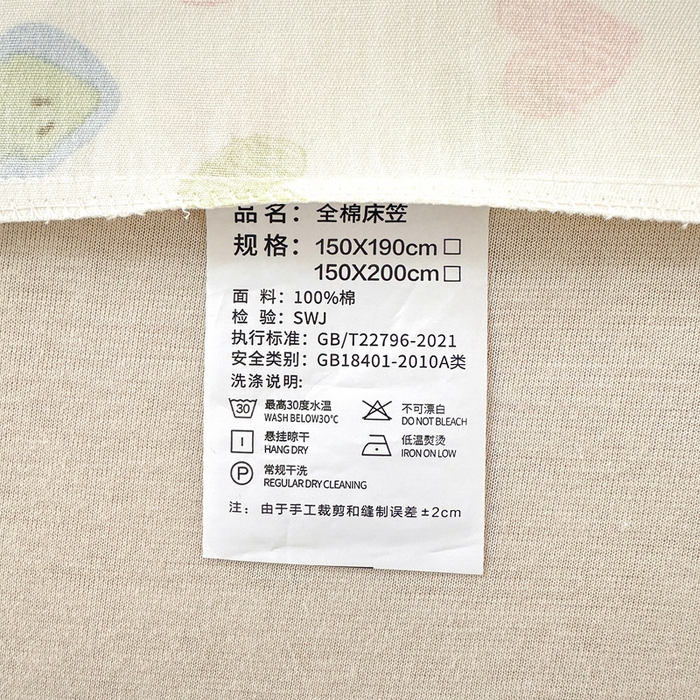 品名：全棉床笠
规格：150X190cm □
150X200cm □
面料：100%棉
检验：SWJ
执行标准：GB/T22796-2021
安全类别：GB18401-2010A类
洗涤说明:
30 最高30度水温 不可漂白
WASH BELOW30℃ DO NOT BLEACH
悬挂晾干 低温熨烫
HANG DRY IRON ON LOW
P 常规干洗
REGULAR DRY CLEANING
注：由于手工裁剪和缝制误差±2cm